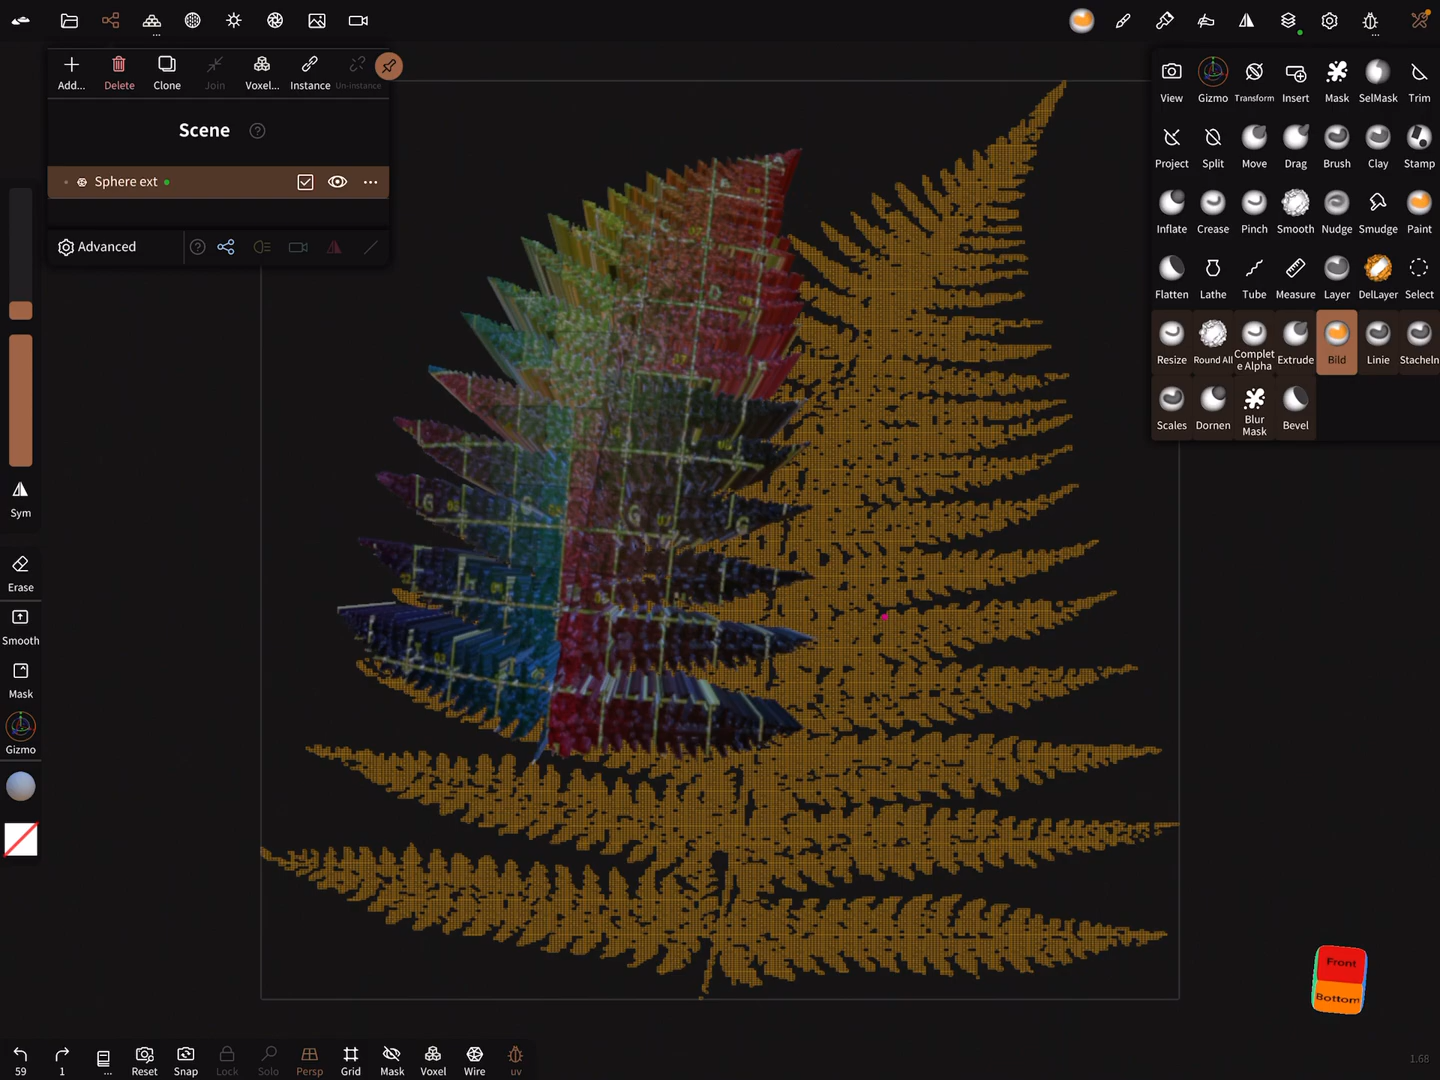 Add...
Delete
Clone
Join
Voxel...
Instance
Un-instance
Scene
Sphere ext
Advanced
View
Gizmo
Transform
Insert
Mask
SelMask
Trim
Project
Split
Move
Drag
Brush
Clay
Stamp
Inflate
Crease
Pinch
Smooth
Nudge
Smudge
Paint
Flatten
Lathe
Tube
Measure
Layer
DelLayer
Select
Resize
Round All
Complet
e Alpha
Extrude
Bild
Linie
Stacheln
Scales
Dornen
Blur
Mask
Bevel
Sym
Erase
Smooth
Mask
Gizmo
G
G
G
G
Front
Bottom
59
1
...
Reset
Snap
Lock
Solo
Persp
Grid
Mask
Voxel
Wire
uv
1.68